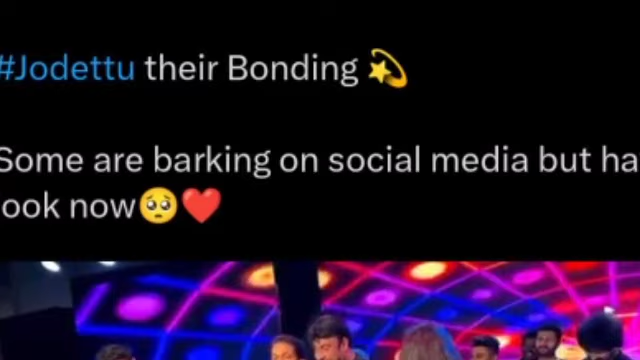 #Jodettu their Bonding 💫
Some are barking on social media but ha
ook now🥺❤️